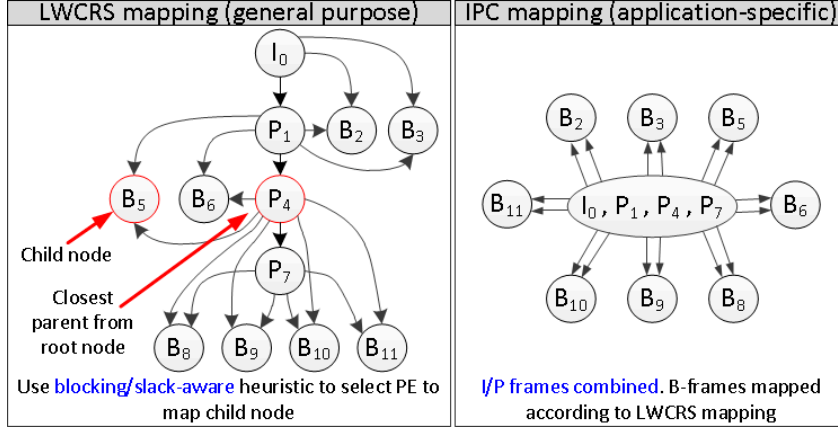 LWCRS mapping (general purpose)
I0
P1
B2
B3
B5
B6
P4
Child node
P7
Closest
parent from
root node
B8
B9
B10
B11
Use blocking/slack-aware heuristic to select PE to
map child node
IPC mapping (application-specific)
B2
B3
B5
B11
I0 , P1 , P4 , P7
B6
B10
B9
B8
I/P frames combined. B-frames mapped
according to LWCRS mapping